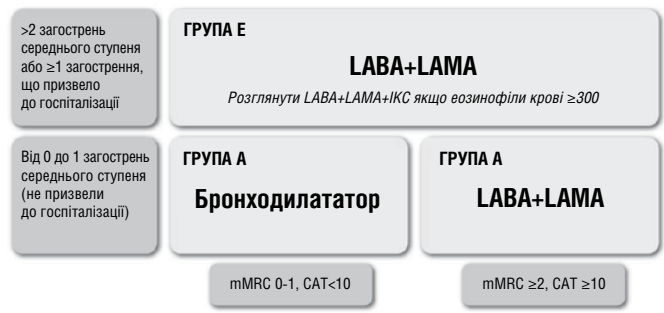 >2 загострень
середнього ступеня
або ≥1 загострення,
що призвело
до госпіталізації
ГРУПА E
LABA+LAMA
Розглянути LABA+LAMA+ІКС якщо еозинофіли крові ≥300
Від 0 до 1 загострень
середнього ступеня
(не призвели
до госпіталізації)
ГРУПА А
Бронходилататор
ГРУПА А
LABA+LAMA
mMRC 0-1, CAT<10
mMRC ≥2, CAT ≥10